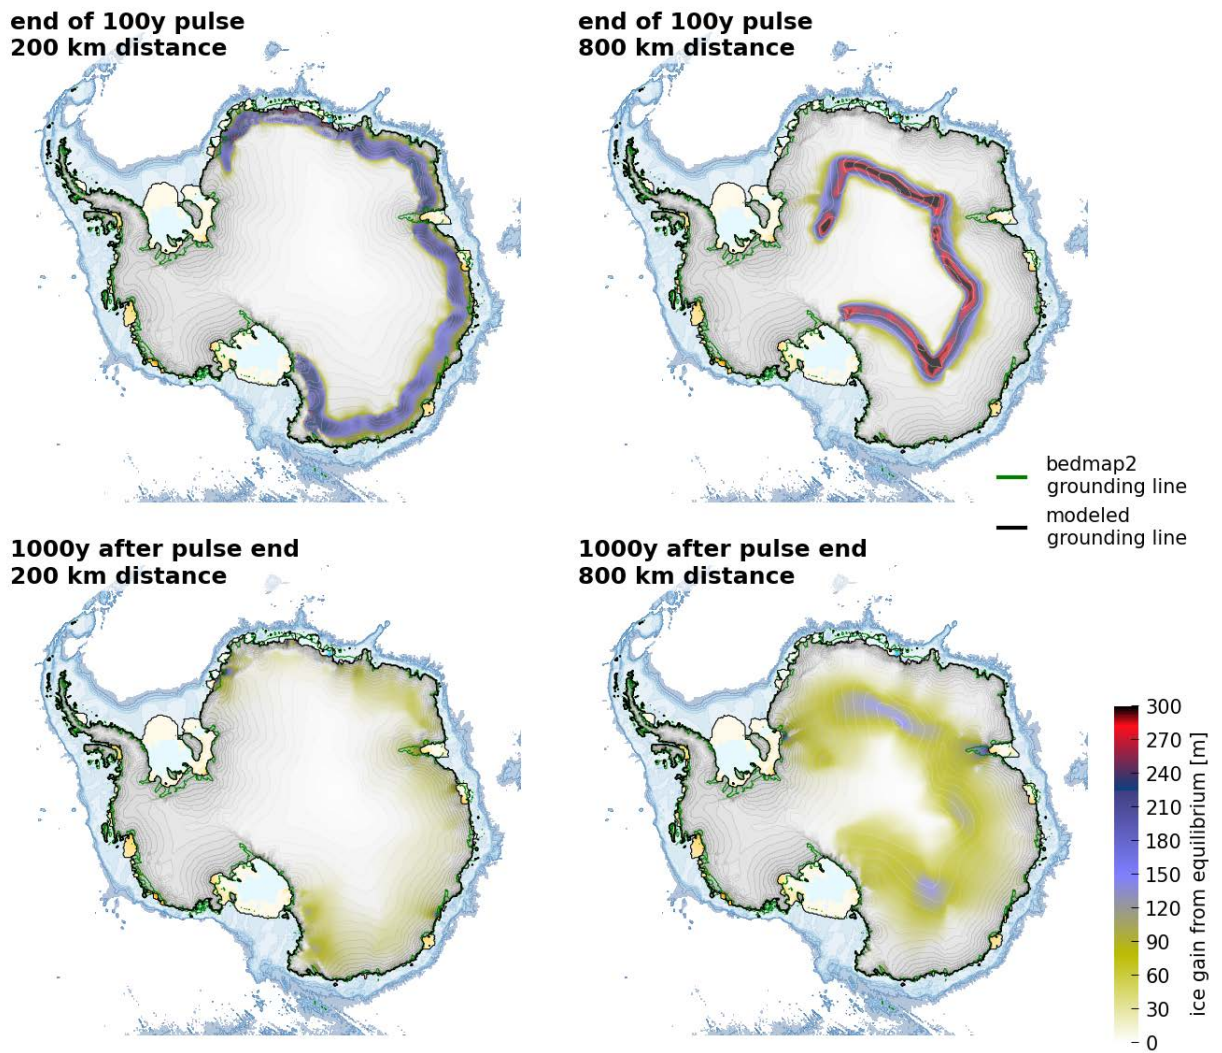 end of 100y pulse
200 km distance
end of 100y pulse
800 km distance
bedmap2
grounding line
modeled
grounding line
1000y after pulse end
200 km distance
1000y after pulse end
800 km distance
300
270
240
210
180
150
120
90
60
30
0
ice gain from equilibrium [m]